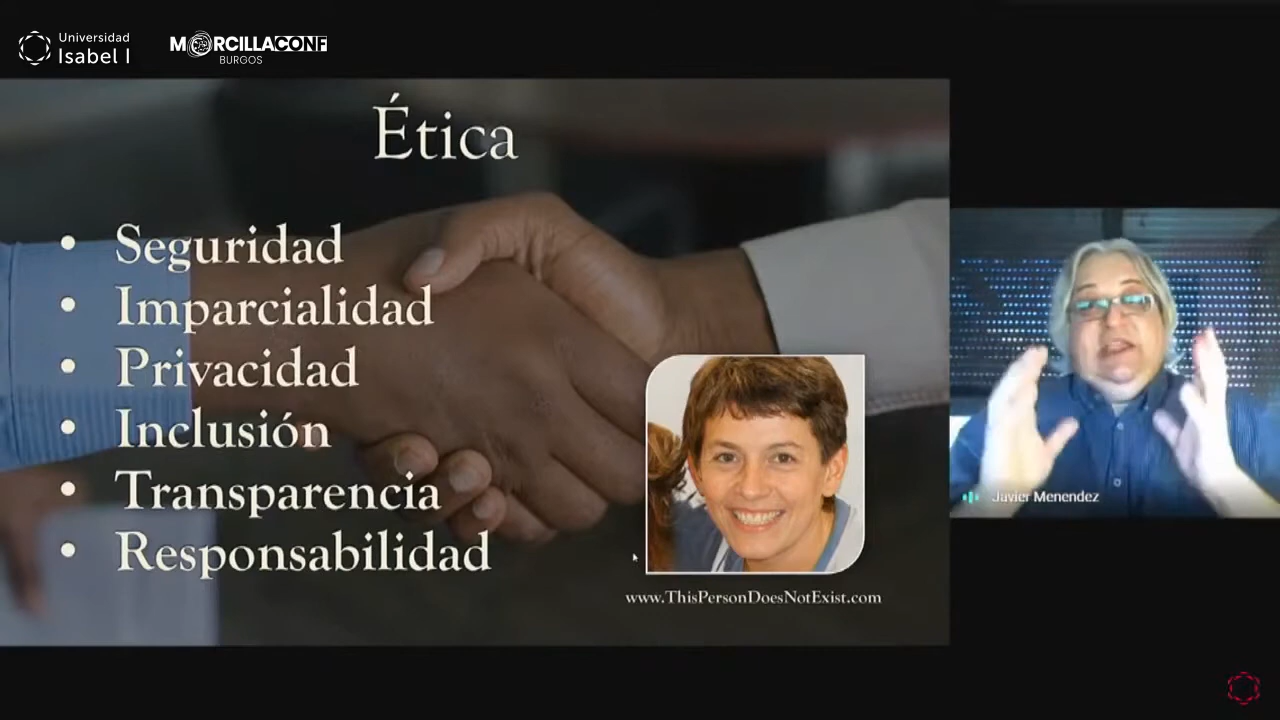 Universidad
Isabel I
MORCILLACONF
BURGOS
Ética
• Seguridad
• Imparcialidad
• Privacidad
• Inclusión
• Transparencia
• Responsabilidad
www.ThisPersonDoesNotExist.com
Javier Menendez